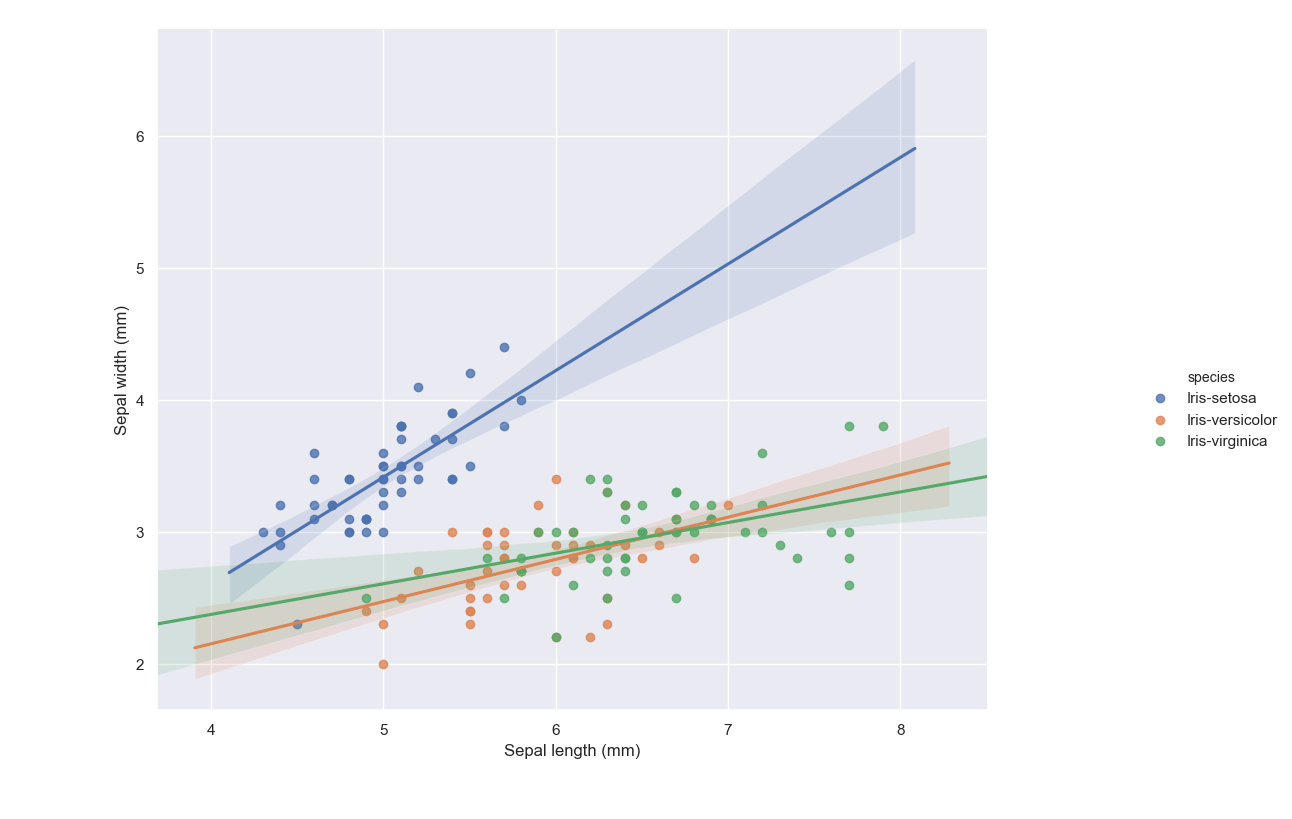 6
5
4
3
2
Sepal width (mm)
4 5 6 7 8
Sepal length (mm)
species
Iris-setosa
Iris-versicolor
Iris-virginica